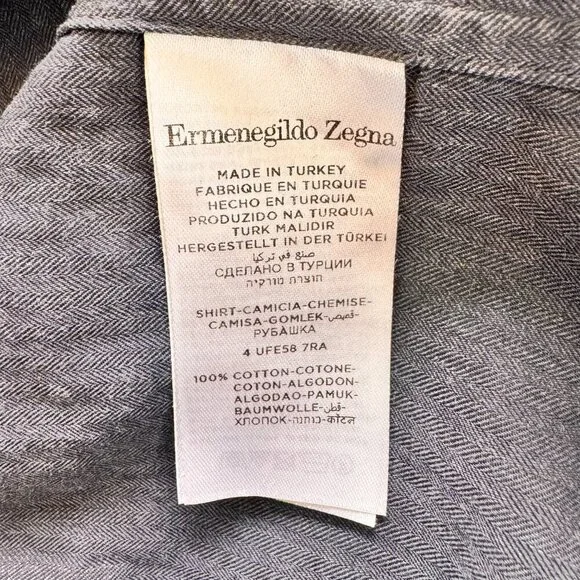 Ermenegildo Zegna
MADE IN TURKEY
FABRIQUE EN TURQUIE
HECHO EN TURQUIA
PRODUZIDO NA TURQUIA
TURK MALIDIR
HERGESTELLT IN DER TÜRKEI
صنع في تركيا
СДЕЛАНО В ТУРЦИИ
תוצרת טורקיה
SHIRT-CAMICIA-CHEMISE-
CAMISA-GOMLEK-قميص-
РУБАШКА
4 UFE58 7RA
100% COTTON-COTONE-
COTON-ALGODON-
ALGODAO-PAMUK-
BAUMWOLLE-قطن-
ХЛОПОК-כותנה-कॉटन